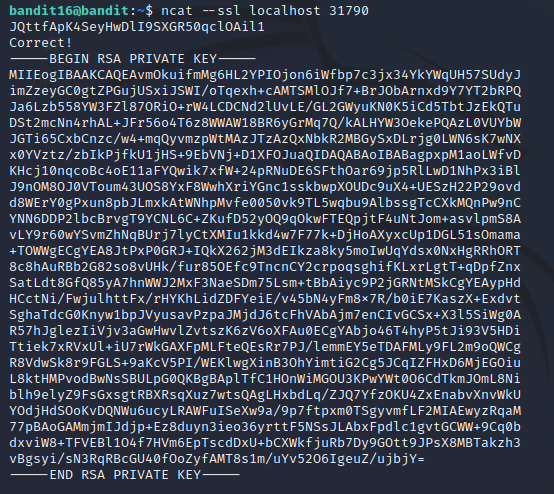 bandit16@bandit:~$ ncat --ssl localhost 31790
JQttfApK4SeyHwDlI9SXGR50qclOAil1
Correct!
-----BEGIN RSA PRIVATE KEY-----
MIIEogIBAAKCAQEAvmOkuifmMg6HL2YPIOjon6iWfbp7c3jx34YkYWqUH57SUdyJ
imZzeyGC0gtZPGujUSxiJSWI/oTqexh+cAMTSMlOJf7+BrJObArnxd9Y7YT2bRPQ
Ja6Lzb558YW3FZl87ORiO+rW4LCDCNd2lUvLE/GL2GWyuKN0K5iCd5TbtJzEkQTu
DSt2mcNn4rhAL+JFr56o4T6z8WWAW18BR6yGrMq7Q/kALHYW3OekePQAzL0VUYbW
JGTi65CxbCnzc/w4+mqQyvmzpWtMAzJTzAzQxNbkR2MBGySxDLrjg0LWN6sK7wNX
x0YVztz/zbIkPjfkU1jHS+9EbVNj+D1XFOJuaQIDAQABAoIBABagpxpM1aoLWfvD
KHcj10nqcoBc4oE11aFYQwik7xfW+24pRNuDE6SFthOar69jp5RlLwD1NhPx3iBl
J9nOM8OJ0VToum43UOS8YxF8WwhXriYGnc1sskbwpXOUDc9uX4+UESzH22P29ovd
d8WErY0gPxun8pbJLmxkAtWNhpMvfe0050vk9TL5wqbu9AlbssgTcCXkMQnPw9nC
YNN6DDP2lbcBrvgT9YCNL6C+ZKufD52yOQ9qOkwFTEQpjtF4uNtJom+asvlpmS8A
vLY9r60wYSvmZhNqBUrj7lyCtXMIu1kkd4w7F77k+DjHoAXyxcUp1DGL51sOmama
+TOWWgECgYEA8JtPxP0GRJ+IQkX262jM3dEIkza8ky5moIwUqYdsx0NxHgRRhORT
8c8hAuRBb2G82so8vUHk/fur85OEfc9TncnCY2crpoqsghifKLxrLgtT+qDpfZnx
SatLdt8GfQ85yA7hnWWJ2MxF3NaeSDm75Lsm+tBbAiyc9P2jGRNtMSkCgYEAypHd
HCctNi/FwjulhttFx/rHYKhLidZDFYeiE/v45bN4yFm8x7R/b0iE7KaszX+Exdvt
SghaTdcG0Knyw1bpJVyusavPzpaJMjdJ6tcFhVAbAjm7enCIvGCSx+X3l5SiWg0A
R57hJglezIiVjv3aGwHwvlZvtszK6zV6oXFAu0ECgYAbjo46T4hyP5tJi93V5HDi
Ttiek7xRVxUl+iU7rWkGAXFpMLFteQEsRr7PJ/lemmEY5eTDAFMLy9FL2m9oQWCg
R8VdwSk8r9FGLS+9aKcV5PI/WEKlwgXinB3OhYimtiG2Cg5JCqIZFHxD6MjEGOiu
L8ktHMPvodBwNsSBULpG0QKBgBAplTfC1HOnWiMGOU3KPwYWt0O6CdTkmJOmL8Ni
blh9elyZ9FsGxsgtRBXRsqXuz7wtsQAgLHxbdLq/ZJQ7YfzOKU4ZxEnabvXnvWkU
YOdjHdSOoKvDQNWu6ucyLRAWFuISeXw9a/9p7ftpxm0TSgyvmfLF2MIAEwyzRqaM
77pBAoGAMmjmIJdjp+Ez8duyn3ieo36yrttF5NSsJLAbxFpdlc1gvtGCWW+9Cq0b
dxviW8+TFVEBl1O4f7HVm6EpTscdDxU+bCXWkfjuRb7Dy9GOtt9JPsX8MBTakzh3
vBgsyi/sN3RqRBcGU40fOoZyfAMT8s1m/uYv52O6IgeuZ/ujbjY=
-----END RSA PRIVATE KEY-----